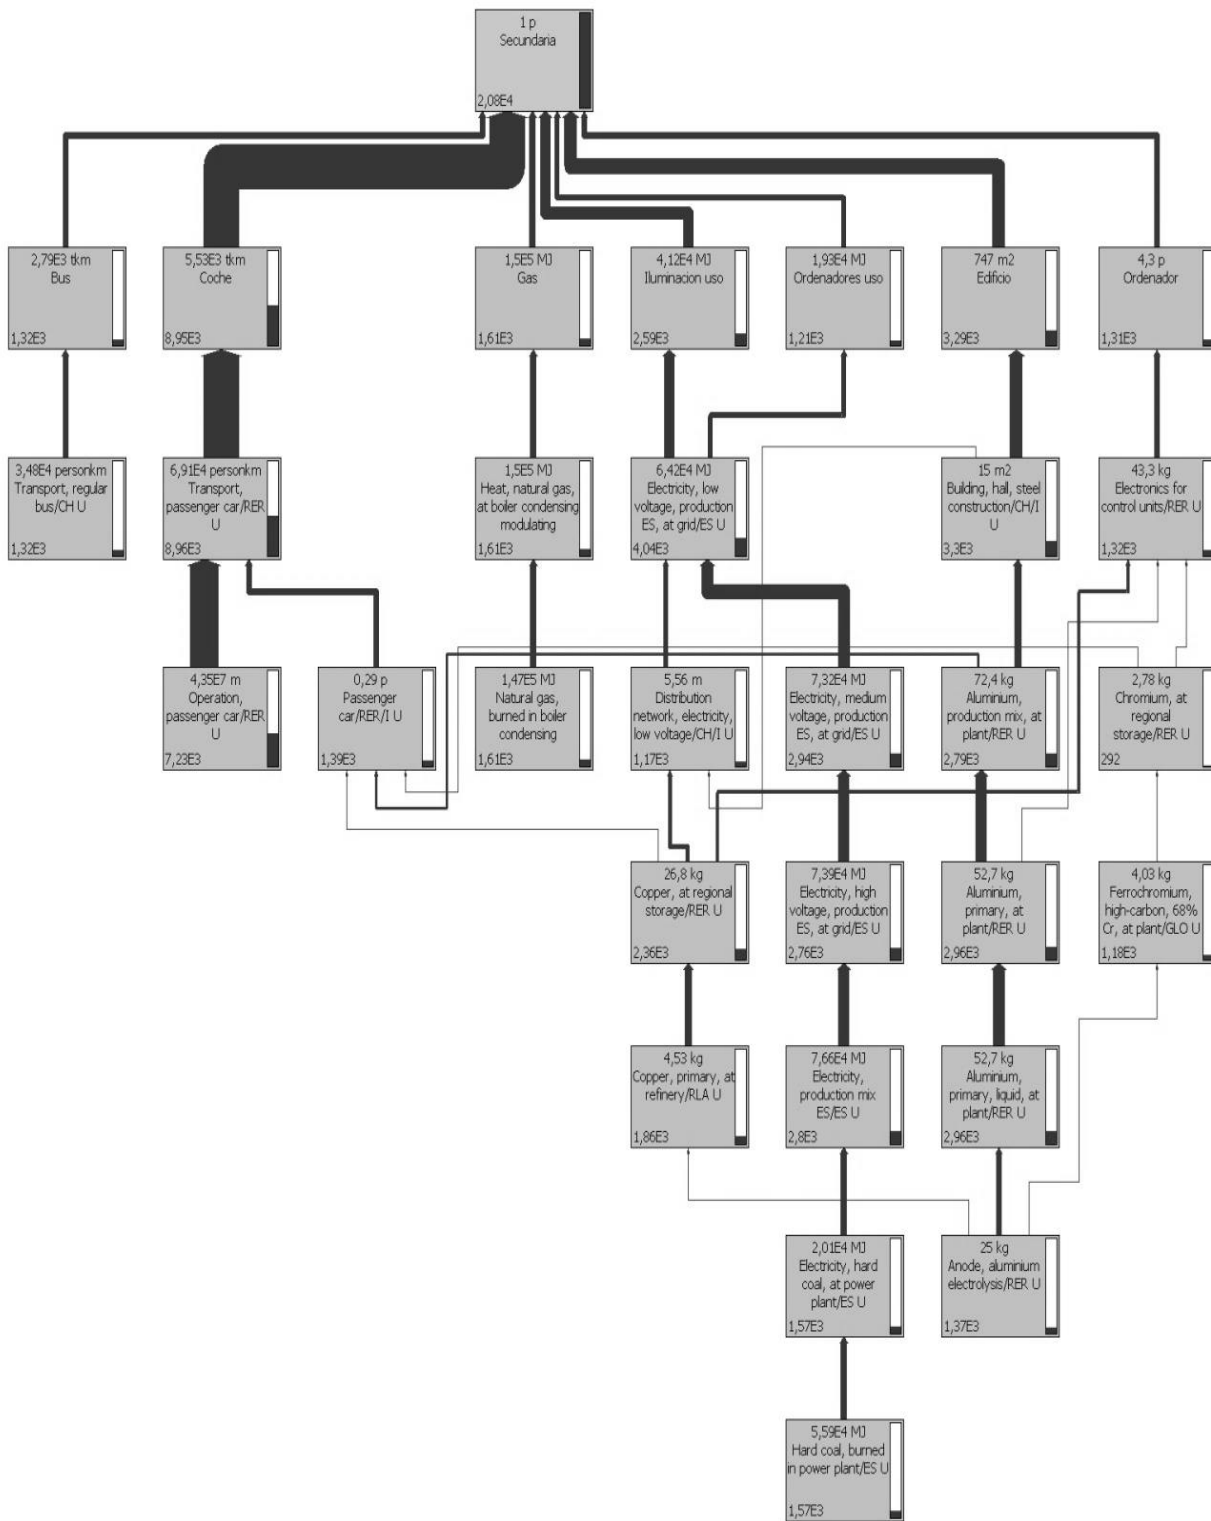 1 p
Secundaria
2,08E4
2,79E3 tkm
Bus
1,32E3
5,53E3 tkm
Coche
8,95E3
1,5E5 MJ
Gas
1,61E3
4,12E4 MJ
Iluminacion uso
2,59E3
1,93E4 MJ
Ordenadores uso
1,21E3
747 m2
Edificio
3,29E3
4,3 p
Ordenador
1,31E3
3,48E4 personkm
Transport, regular
bus/CH U
1,32E3
6,91E4 personkm
Transport,
passenger car/RER
U
8,96E3
1,5E5 MJ
Heat, natural gas,
at boiler condensing
modulating
1,61E3
6,42E4 MJ
Electricity, low
voltage, production
ES, at grid/ES U
4,04E3
15 m2
Building, hall, steel
construction/CH/I
U
3,3E3
43,3 kg
Electronics for
control units/RER U
1,32E3
4,35E7 m
Operation,
passenger car/RER
U
7,23E3
0,29 p
Passenger
car/RER/I U
1,39E3
1,47E5 MJ
Natural gas,
burned in boiler
condensing
1,61E3
5,56 m
Distribution
network, electricity,
low voltage/CH/I U
1,17E3
7,32E4 MJ
Electricity, medium
voltage, production
ES, at grid/ES U
2,94E3
72,4 kg
Aluminium,
production mix, at
plant/RER U
2,79E3
2,78 kg
Chromium, at
regional
storage/RER U
292
26,8 kg
Copper, at regional
storage/RER U
2,36E3
7,39E4 MJ
Electricity, high
voltage, production
ES, at grid/ES U
2,76E3
52,7 kg
Aluminium,
primary, at
plant/RER U
2,96E3
4,03 kg
Ferrochromium,
high-carbon, 68%
Cr, at plant/GLO U
1,18E3
4,53 kg
Copper, primary, at
refinery/RLA U
1,86E3
7,66E4 MJ
Electricity,
production mix
ES/ES U
2,8E3
52,7 kg
Aluminium,
primary, liquid, at
plant/RER U
2,96E3
2,01E4 MJ
Electricity, hard
coal, at power
plant/ES U
1,57E3
25 kg
Anode, aluminium
electrolysis/RER U
1,37E3
5,59E4 MJ
Hard coal, burned
in power plant/ES U
1,57E3